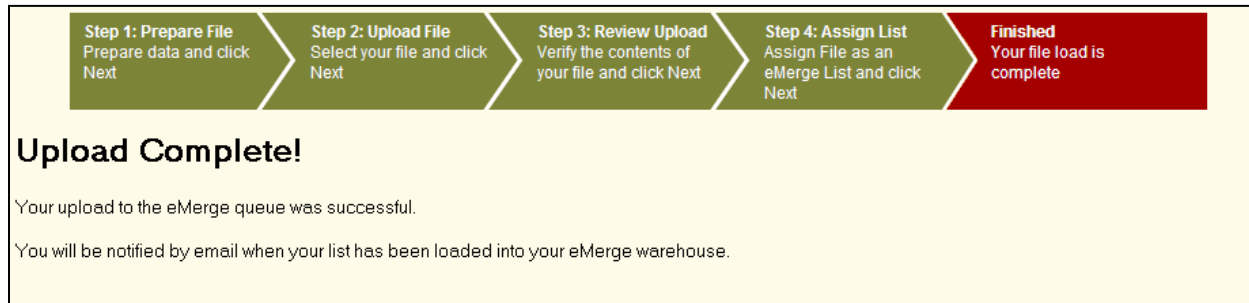 Step 1: Prepare File
Prepare data and click
Next
Step 2: Upload File
Select your file and click
Next
Step 3: Review Upload
Verify the contents of
your file and click Next
Step 4: Assign List
Assign File as an
eMerge List and click
Next
Finished
Your file load is
complete
Upload Complete!
Your upload to the eMerge queue was successful.
You will be notified by email when your list has been loaded into your eMerge warehouse.